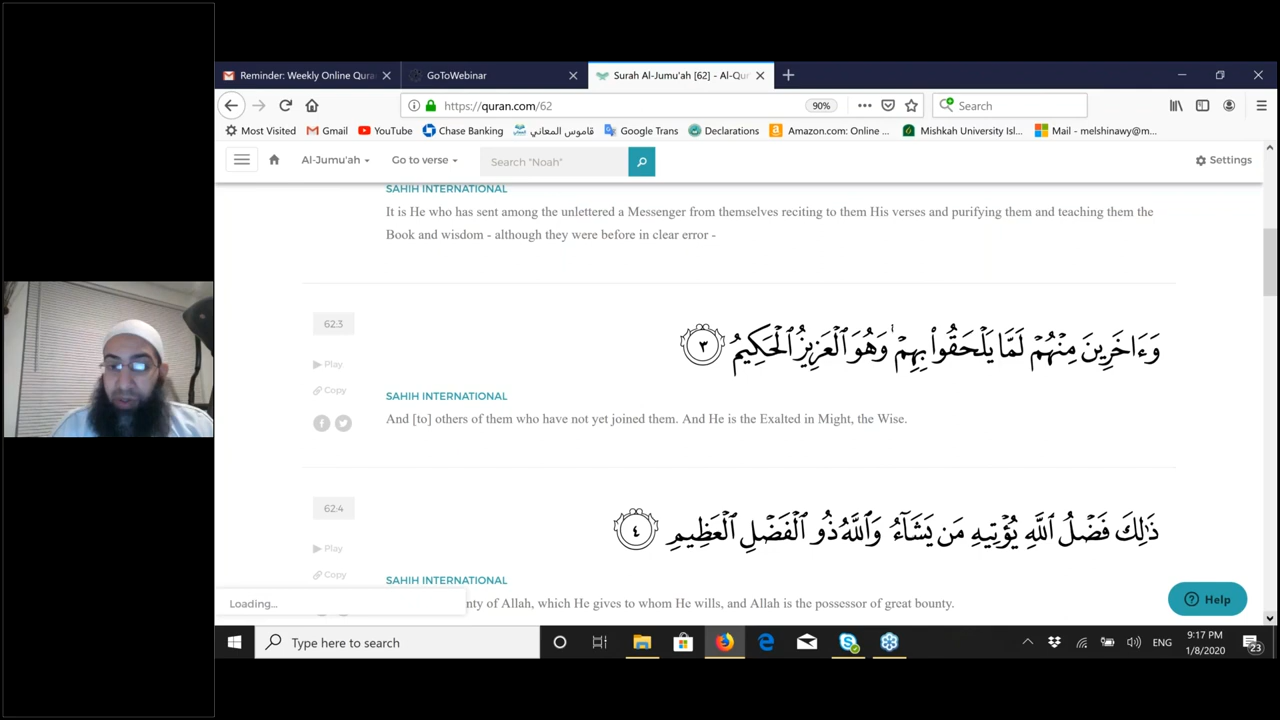 Reminder: Weekly Online Qura
GoToWebinar
Surah Al-Jumu'ah [62] - Al-Qu
https://quran.com/62
90%
Search
Most Visited
Gmail
YouTube
Chase Banking
قاموس المعاني
Google Trans
Declarations
Amazon.com: Online ...
Mishkah University Isl...
Mail - melshinawy@m...
Al-Jumu'ah
Go to verse
Search "Noah"
Settings
SAHIH INTERNATIONAL
It is He who has sent among the unlettered a Messenger from themselves reciting to them His verses and purifying them and teaching them the
Book and wisdom - although they were before in clear error -
62:3
وَءَاخَرِينَ مِنْهُمْ لَمَّا يَلْحَقُوا۟ بِهِمْ ۚ وَهُوَ ٱلْعَزِيزُ ٱلْحَكِيمُ ٣
Play
Copy
SAHIH INTERNATIONAL
And [to] others of them who have not yet joined them. And He is the Exalted in Might, the Wise.
62:4
ذَٰلِكَ فَضْلُ ٱللَّهِ يُؤْتِيهِ مَن يَشَآءُ ۚ وَٱللَّهُ ذُو ٱلْفَضْلِ ٱلْعَظِيمِ ٤
Play
Copy
SAHIH INTERNATIONAL
nty of Allah, which He gives to whom He wills, and Allah is the possessor of great bounty.
Loading...
Help
Type here to search
ENG
9:17 PM
1/8/2020
23